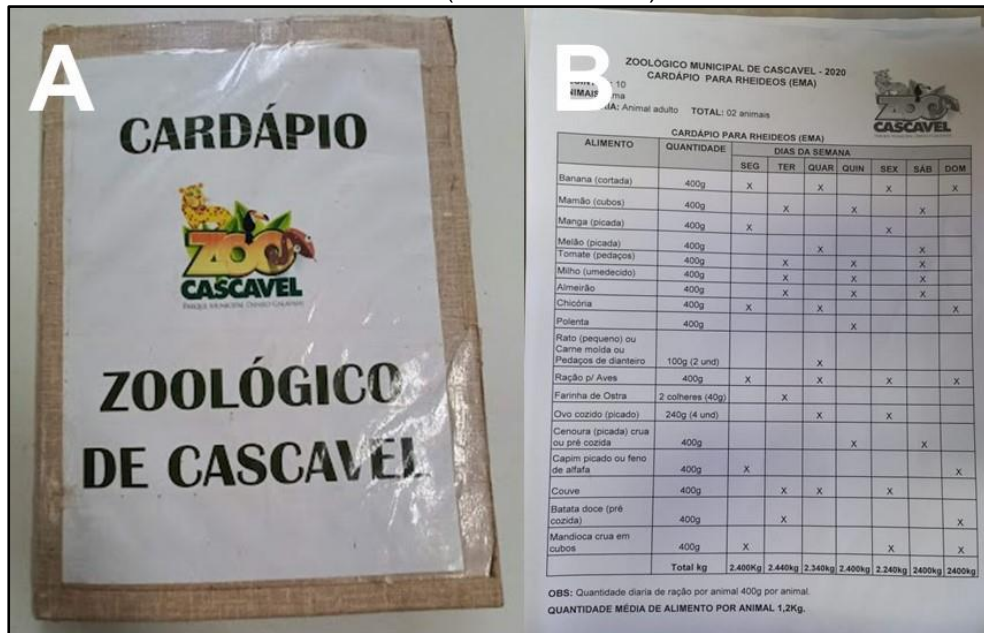 A
CARDÁPIO
ZOO
CASCAVEL
PARQUE MUNICIPAL
ZOOLÓGICO
DE CASCAVEL
B
ZOOLÓGICO MUNICIPAL DE CASCAVEL - 2020
CARDÁPIO PARA RHEIDEOS (EMA)
10
Animal adulto TOTAL: 02 animais
ZOO
CASCAVEL
CARDÁPIO PARA RHEIDEOS (EMA)
ALIMENTO QUANTIDADE DIAS DA SEMANA
SEG TER QUAR QUIN SEX SÁB DOM
Banana (cortada) 400g X X X X
Mamão (cubos) 400g X X X
Manga (picada) 400g X X
Melão (picada) 400g X X
Tomate (pedaços) 400g X X X
Milho (umedecido) 400g X X X
Almeirão 400g X X X
Chicória 400g X X X
Polenta 400g X
Rato (pequeno) ou
Carne moída ou
Pedaços de dianteiro 100g (2 und) X
Ração p/ Aves 400g X X X X
Farinha de Ostra 2 colheres (40g) X
Ovo cozido (picado) 240g (4 und) X X
Cenoura (picada) crua
ou pré cozida 400g X X
Capim picado ou feno
de alfafa 400g X X
Couve 400g X X X
Batata doce (pré
cozida) 400g X X
Mandioca crua em
cubos 400g X X X
Total kg 2.400Kg 2.440kg 2.340kg 2.400kg 2.240kg 2400kg 2400kg
OBS: Quantidade diaria de ração por animal 400g por animal.
QUANTIDADE MÉDIA DE ALIMENTO POR ANIMAL 1,2Kg.